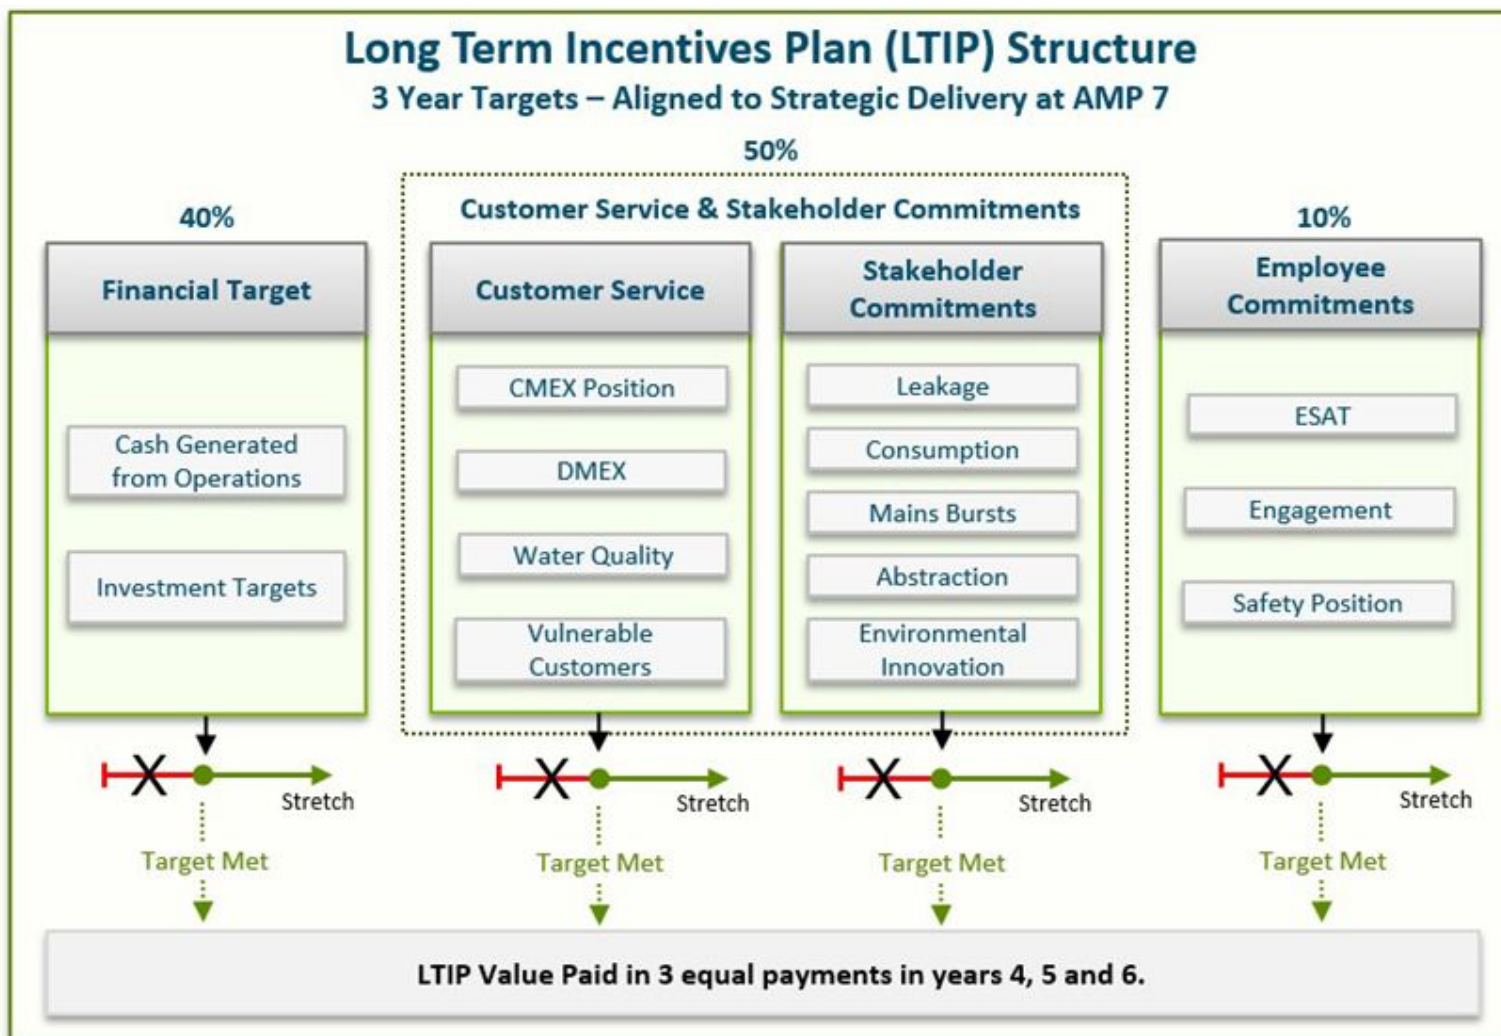 Long Term Incentives Plan (LTIP) Structure
3 Year Targets – Aligned to Strategic Delivery at AMP 7
50%
Customer Service & Stakeholder Commitments
40%
Financial Target
Cash Generated
from Operations
Investment Targets
Customer Service
CMEX Position
DMEX
Water Quality
Vulnerable
Customers
Stakeholder
Commitments
Leakage
Consumption
Mains Bursts
Abstraction
Environmental
Innovation
10%
Employee
Commitments
ESAT
Engagement
Safety Position
X
Stretch
X
Stretch
X
Stretch
X
Stretch
Target Met
Target Met
Target Met
Target Met
LTIP Value Paid in 3 equal payments in years 4, 5 and 6.